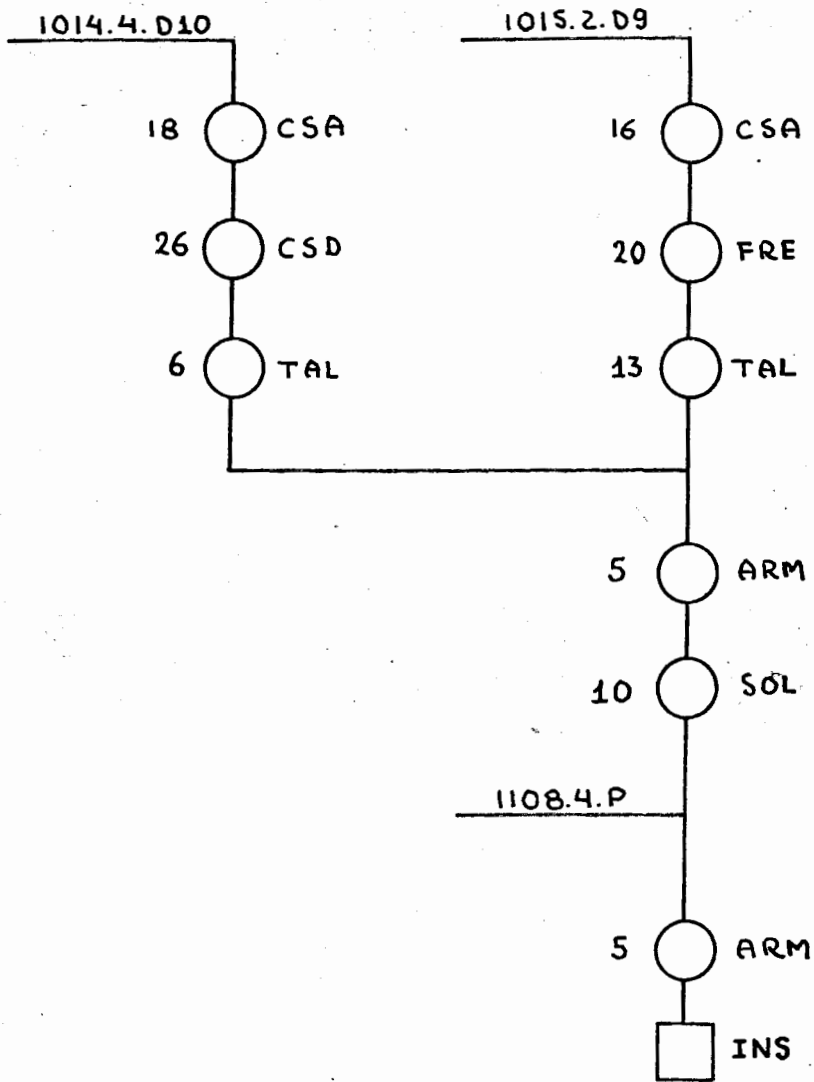 1014.4.D10 1015.2.D9
18 CSA 16 CSA
26 CSD 20 FRE
6 TAL 13 TAL
5 ARM
10 SOL
1108.4.P
5 ARM
INS